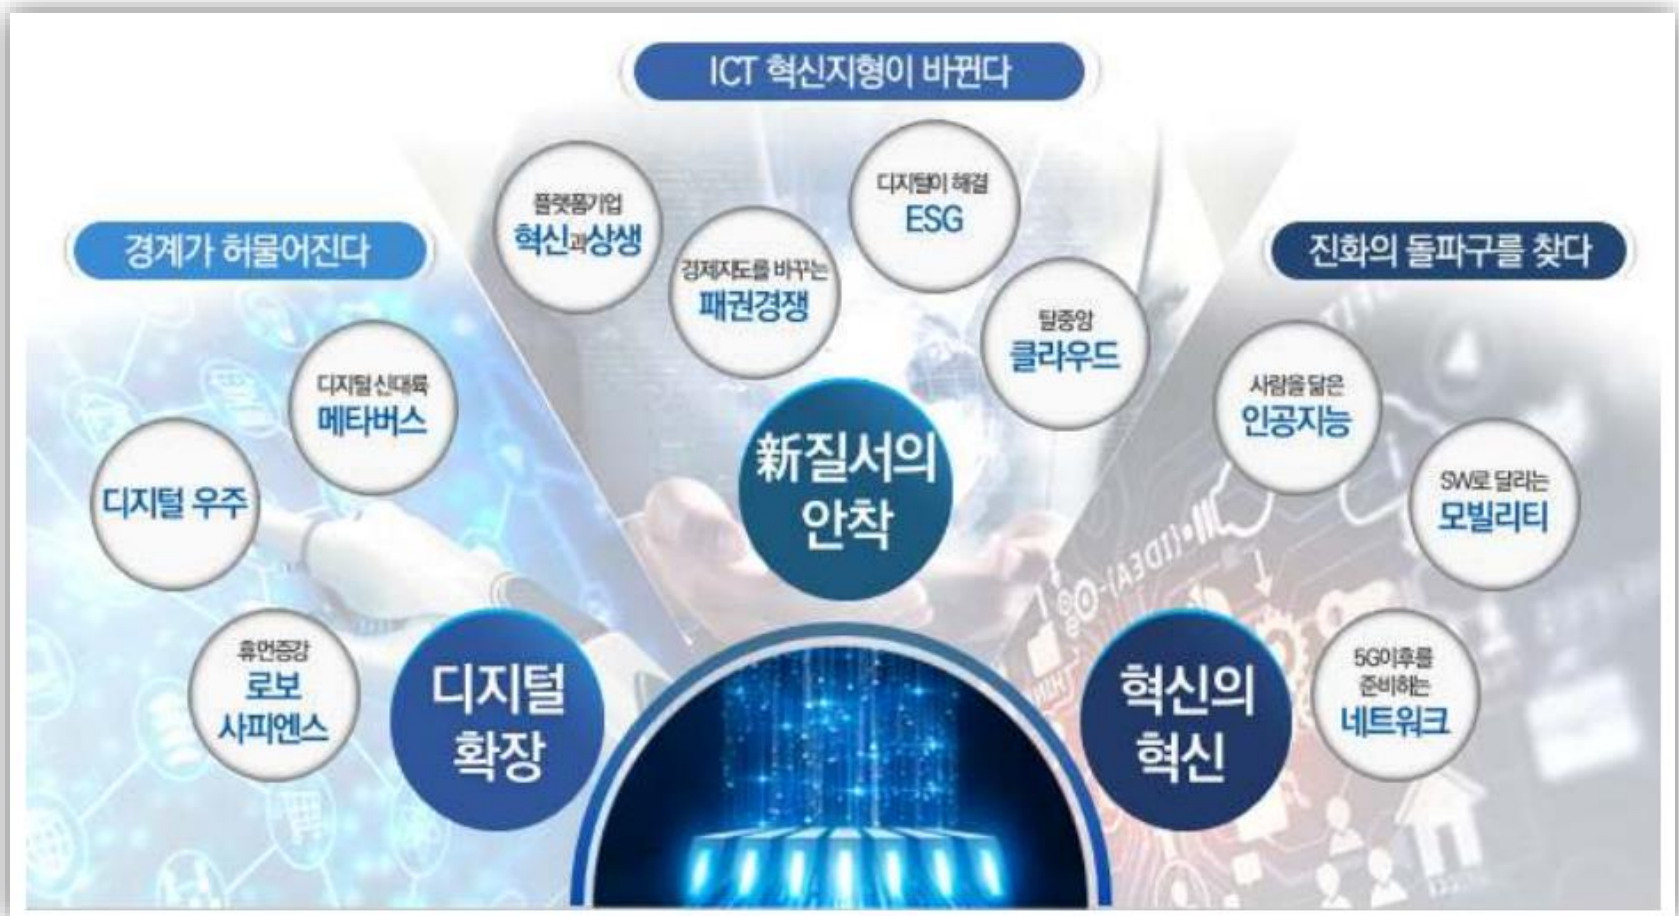 ICT 혁신지형이 바뀐다
플랫폼기업
혁신과상생
경제지도를 바꾸는
패권경쟁
디지털이 해결
ESG
탈중앙
클라우드
新질서의
안착
경계가 허물어진다
디지털 신대륙
메타버스
디지털 우주
휴먼증강
로보
사피엔스
디지털
확장
진화의 돌파구를 찾다
사람을 닮은
인공지능
SW로 달리는
모빌리티
5G이후를
준비하는
네트워크
혁신의
혁신
(IDEA)